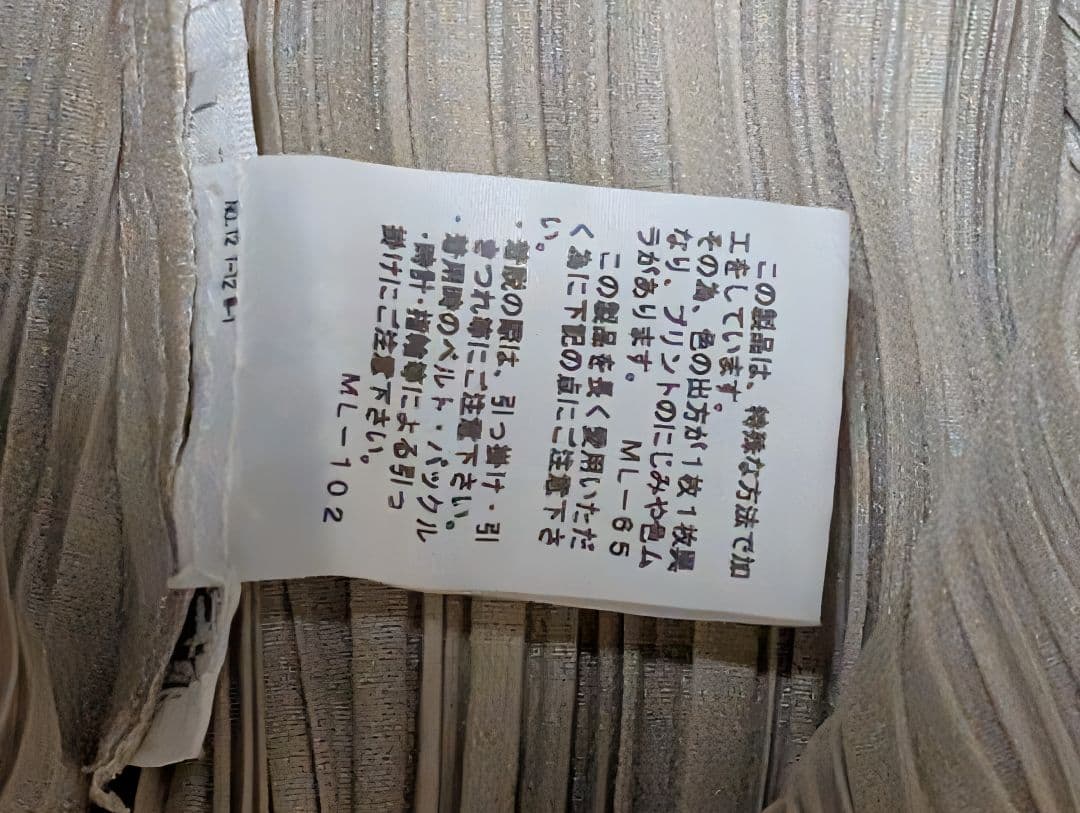 この製品は、特殊な方法で加
工をしています。
その為、色の出方が1枚1枚異
なり、プリントのにじみや色ム
ラがあります。
ML-65
この製品を長く愛用いただ
く為に下記の点にご注意下さ
い。
・着脱の際は、引っ掛け・引
きつれ等にご注意下さい。
・着用時のベルト・バックル
・時計・指輪等による引っ
掛けにご注意下さい。
ML-102